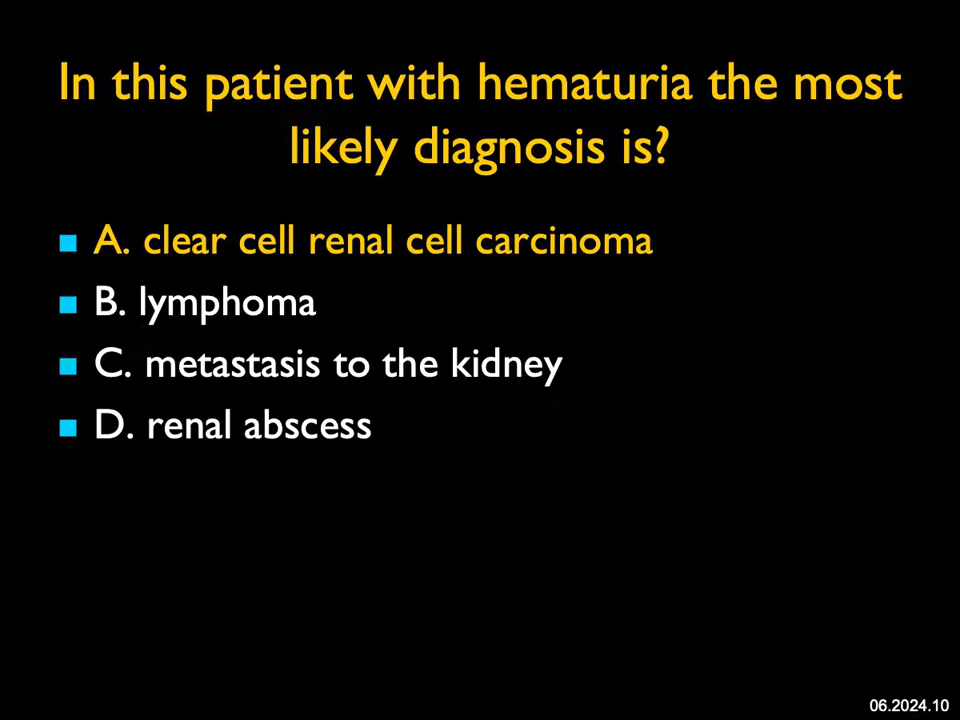 In this patient with hematuria the most
likely diagnosis is?
A. clear cell renal cell carcinoma
B. lymphoma
C. metastasis to the kidney
D. renal abscess
06.2024.10